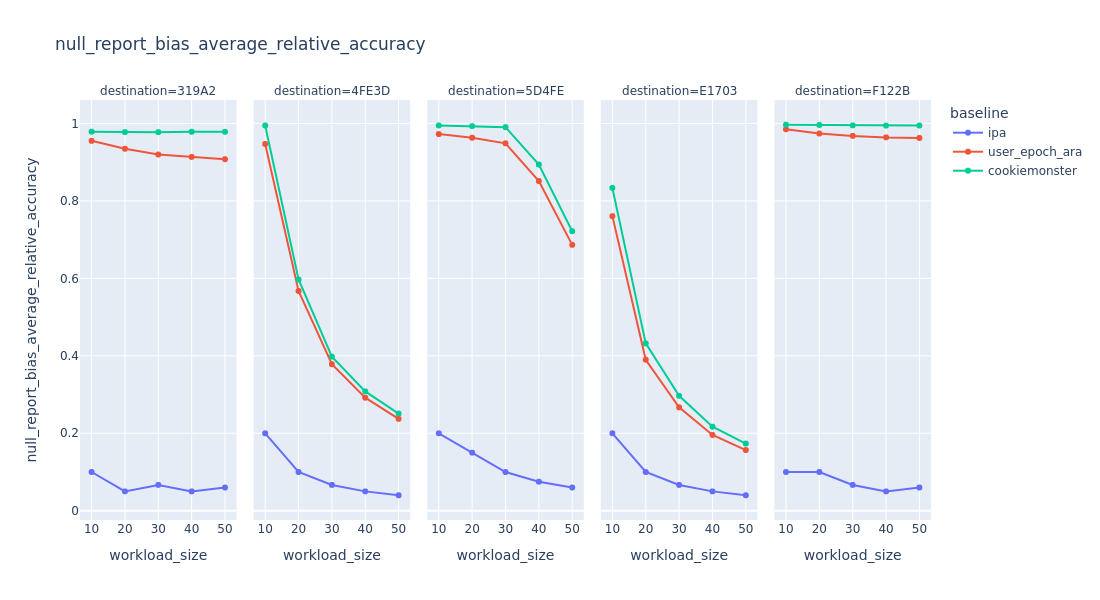 null_report_bias_average_relative_accuracy
destination=319A2 destination=4FE3D destination=5D4FE destination=E1703 destination=F122B
baseline
ipa
user_epoch_ara
cookiemonster
null_report_bias_average_relative_accuracy
1
0.8
0.6
0.4
0.2
0
10 20 30 40 50 10 20 30 40 50 10 20 30 40 50 10 20 30 40 50 10 20 30 40 50
workload_size workload_size workload_size workload_size workload_size